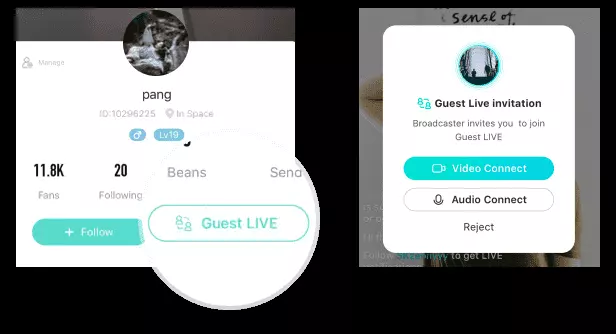 Manage
pang
ID:10296225 In Space
Lv19
11.8K
Fans
20
Following
Beans
Send
Guest LIVE
+ Follow
sense of,
Guest Live invitation
Broadcaster invites you to join
Guest LIVE
Video Connect
Audio Connect
Reject
Follow
to get LIVE